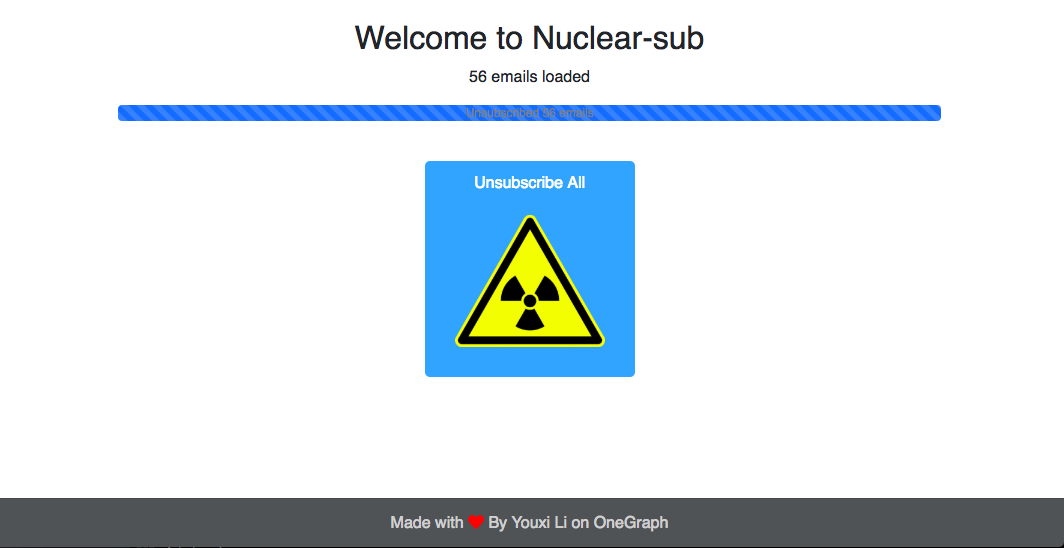 Welcome to Nuclear-sub
56 emails loaded
Unsubscribed 56 emails
Unsubscribe All
Made with By Youxi Li on OneGraph